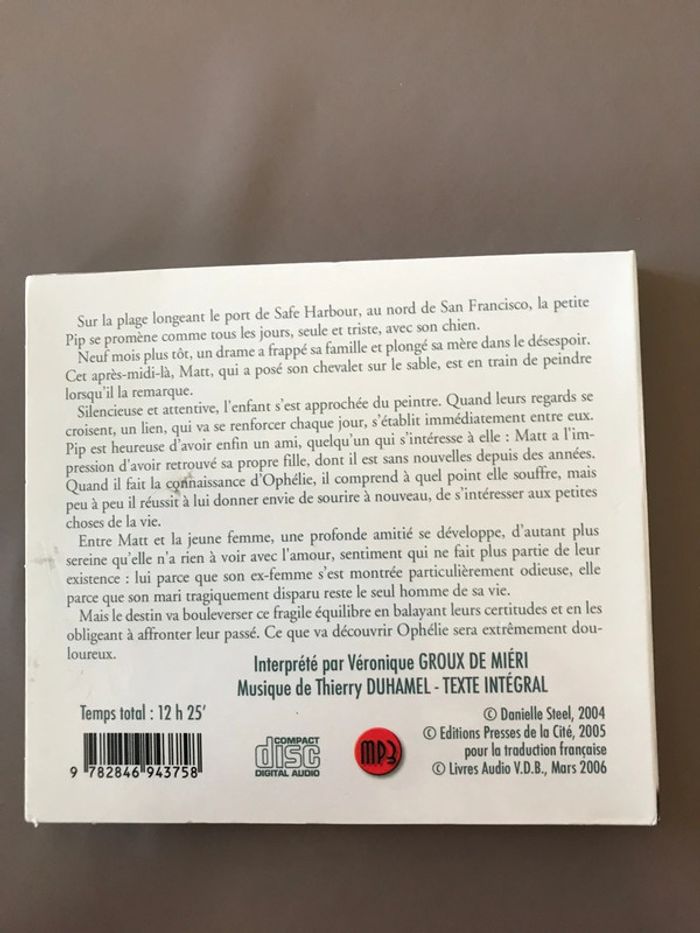 Sur la plage longeant le port de Safe Harbour, au nord de San Francisco, la petite
Pip se promène comme tous les jours, seule et triste, avec son chien.
Neuf mois plus tôt, un drame a frappé sa famille et plongé sa mère dans le désespoir.
Cet après-midi-là, Matt, qui a posé son chevalet sur le sable, est en train de peindre
lorsqu'il la remarque.
Silencieuse et attentive, l'enfant s'est approchée du peintre. Quand leurs regards se
croisent, un lien, qui va se renforcer chaque jour, s'établit immédiatement entre eux.
Pip est heureuse d'avoir enfin un ami, quelqu'un qui s'intéresse à elle : Matt a l'im-
pression d'avoir retrouvé sa propre fille, dont il est sans nouvelles depuis des années.
Quand il fait la connaissance d'Ophélie, il comprend à quel point elle souffre, mais
peu à peu il réussit à lui donner envie de sourire à nouveau, de s'intéresser aux petites
choses de la vie.
Entre Matt et la jeune femme, une profonde amitié se développe, d'autant plus
sereine qu'elle n'a rien à voir avec l'amour, sentiment qui ne fait plus partie de leur
existence : lui parce que son ex-femme s'est montrée particulièrement odieuse, elle
parce que son mari tragiquement disparu reste le seul homme de sa vie.
Mais le destin va bouleverser ce fragile équilibre en balayant leurs certitudes et en les
obligeant à affronter leur passé. Ce que va découvrir Ophélie sera extrêmement dou-
loureux.
Interprété par Véronique GROUX DE MIÉRI
Musique de Thierry DUHAMEL - TEXTE INTÉGRAL
Temps total : 12 h 25'
© Danielle Steel, 2004
© Editions Presses de la Cité, 2005
pour la traduction française
© Livres Audio V.D.B., Mars 2006
9 782846 943758
COMPACT
disc
DIGITAL AUDIO
MP3